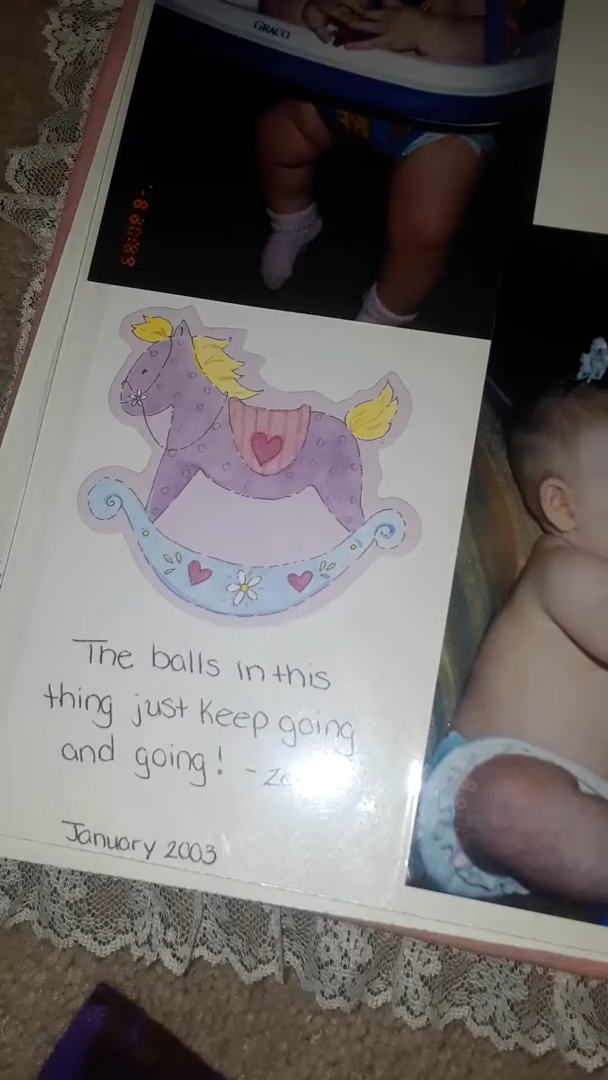 GRACO
The balls in this
thing just keep going
and going! -
January 2003